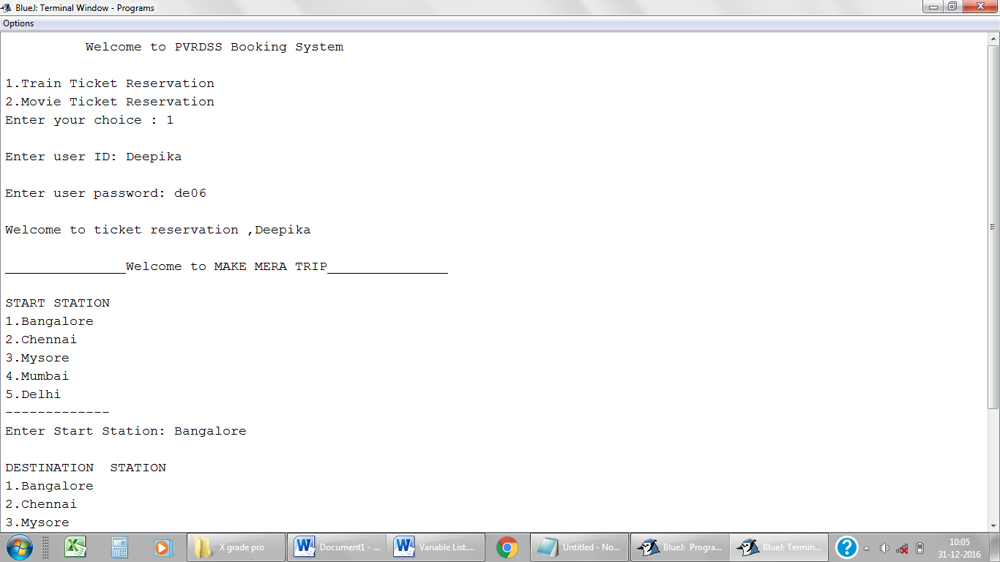 BlueJ: Terminal Window - Programs
Options
Welcome to PVRDSS Booking System
1.Train Ticket Reservation
2.Movie Ticket Reservation
Enter your choice : 1
Enter user ID: Deepika
Enter user password: de06
Welcome to ticket reservation ,Deepika
_______________Welcome to MAKE MERA TRIP_______________
START STATION
1.Bangalore
2.Chennai
3.Mysore
4.Mumbai
5.Delhi
-------------
Enter Start Station: Bangalore
DESTINATION  STATION
1.Bangalore
2.Chennai
3.Mysore
X grade pro
Document1 - ...
Variable List....
Untitled - No...
BlueJ: Progra...
BlueJ: Termin...
10:05
31-12-2016